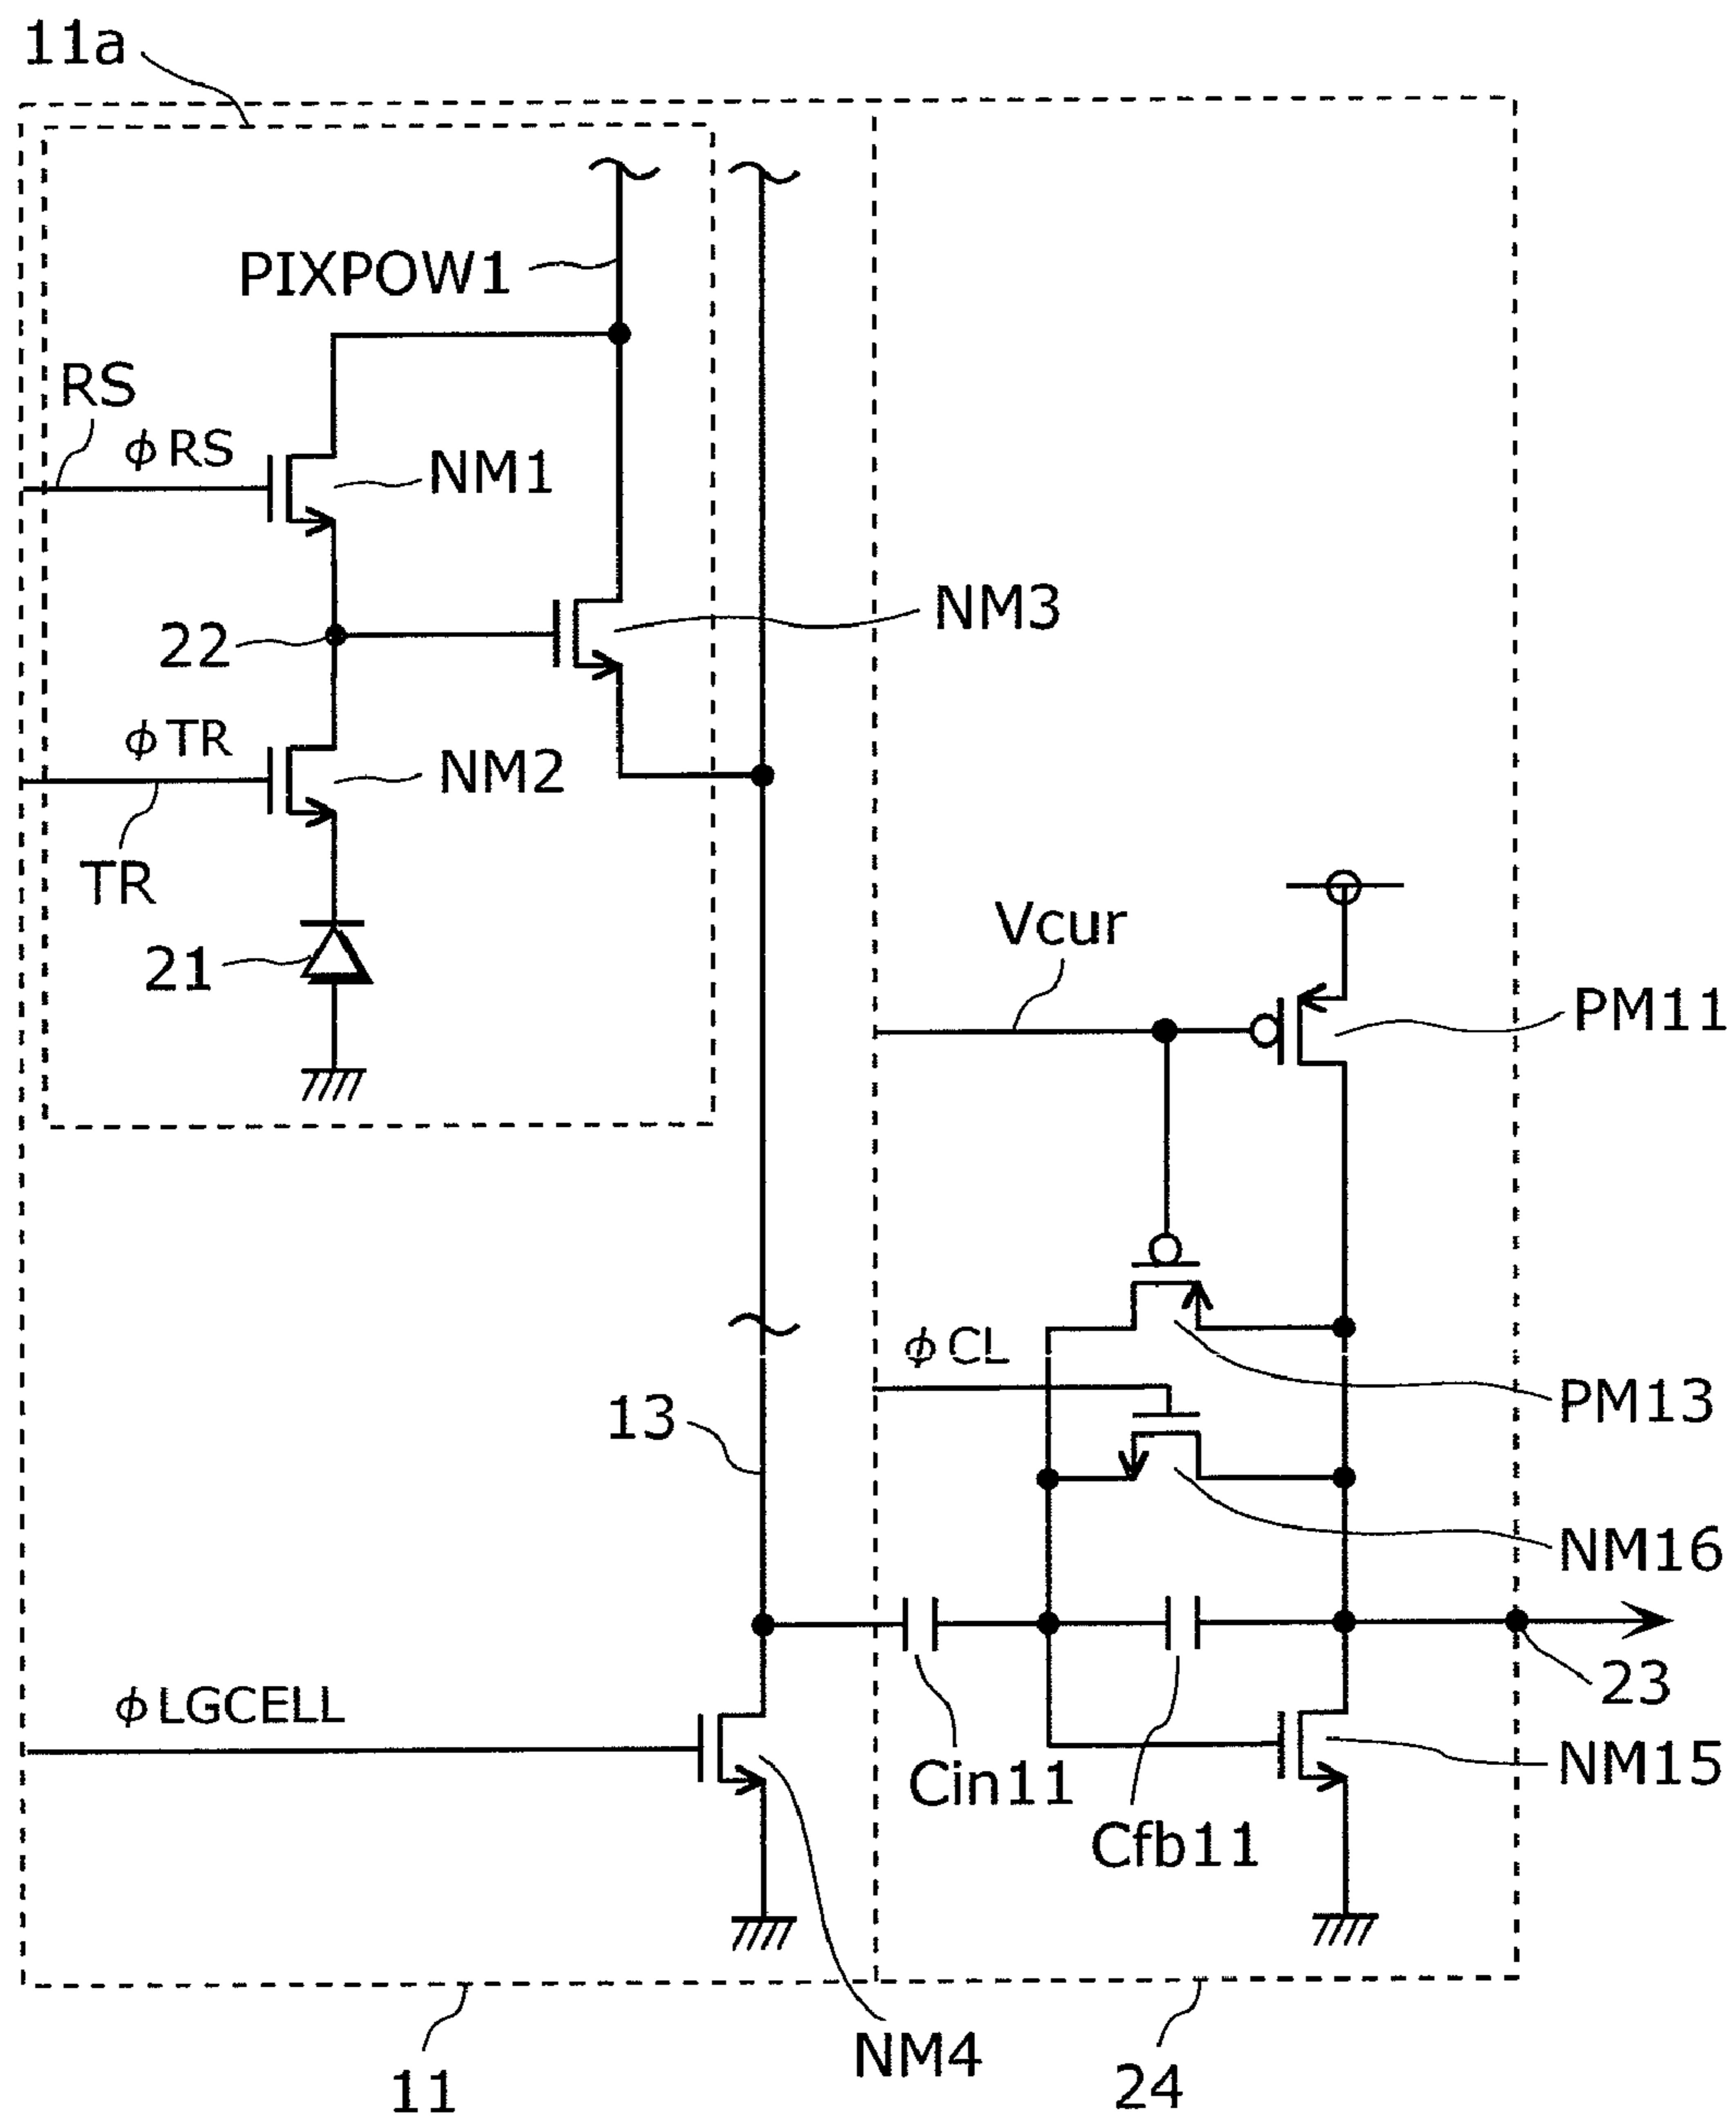 11a
PIXPOW1
RS
ϕRS
NM1
NM3
22
ϕTR
NM2
TR
21
Vcur
PM11
ϕCL
PM13
13
NM16
23
ϕLGCELL
NM15
Cin11
Cfb11
NM4
11
24